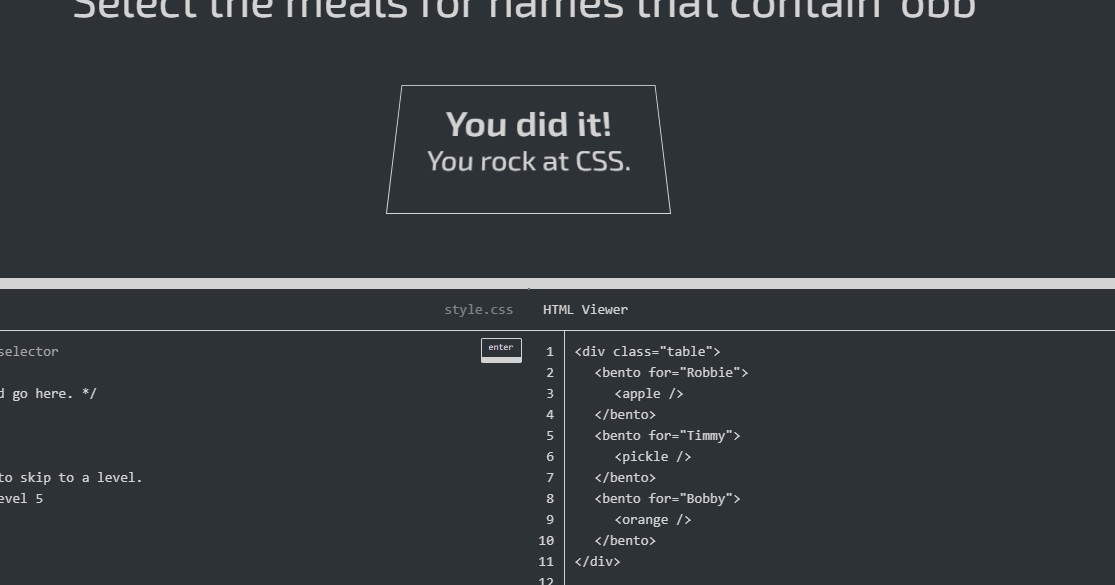 Select the meals for names that contain 'obb'
You did it!
You rock at CSS.
style.css
HTML Viewer
selector
enter
d go here. */
to skip to a level.
evel 5
1 <div class="table">
2 <bento for="Robbie">
3 <apple />
4 </bento>
5 <bento for="Timmy">
6 <pickle />
7 </bento>
8 <bento for="Bobby">
9 <orange />
10 </bento>
11 </div>
12